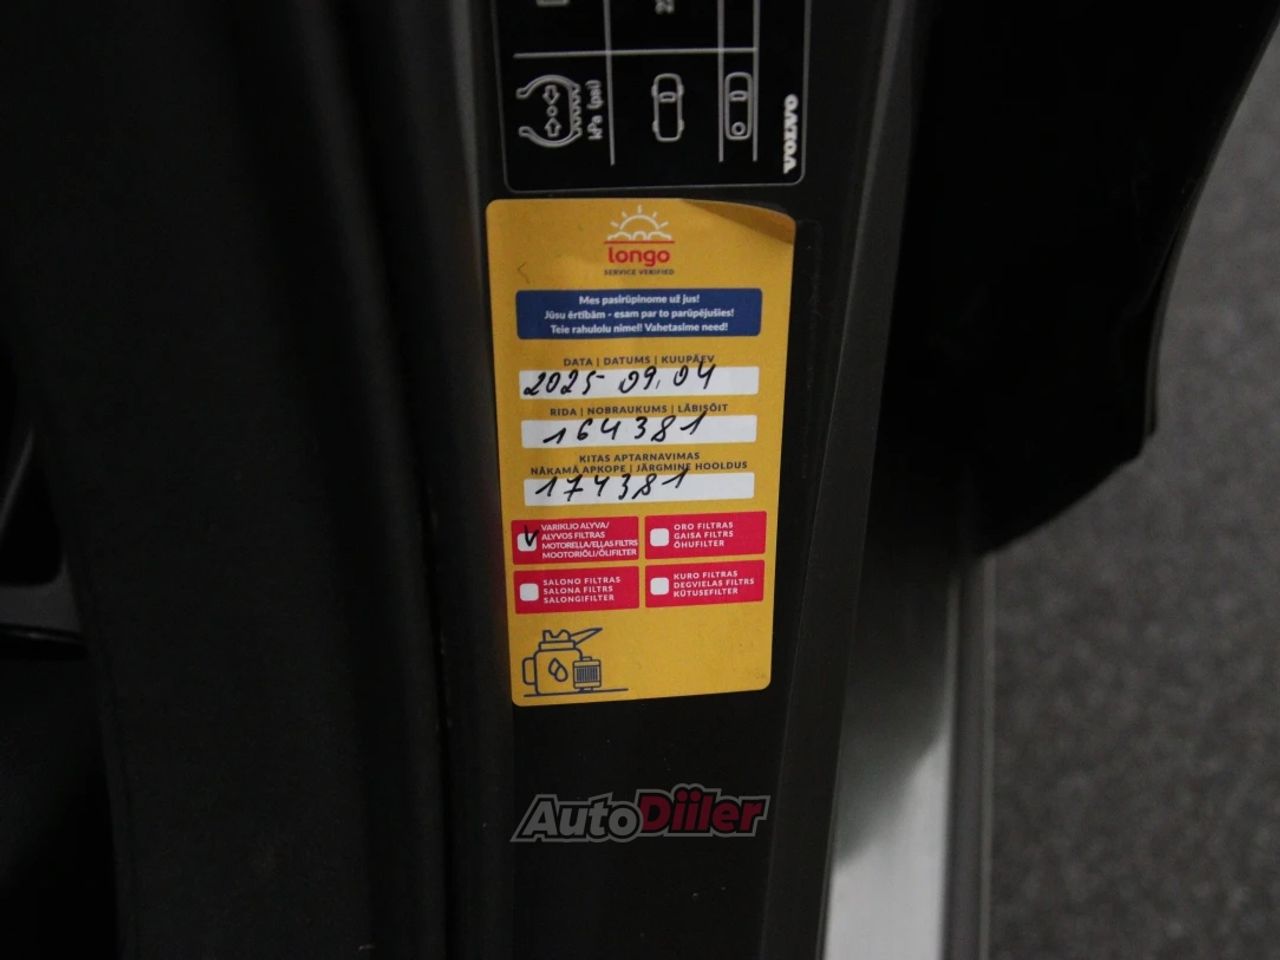 kPa (psi)
VOLVO
longo
SERVICE VERIFIED
Mes pasirūpinome už jus!
Jūsu ērtībām - esam par to parūpējušies!
Teie rahulolu nimel! Vahetasime need!
DATA | DATUMS | KUUPÄEV
2025 09.04
RIDA | NOBRAUKUMS | LÄBISÕIT
164381
KITAS APTARNAVIMAS
NĀKAMĀ APKOPE | JÄRGMINE HOOLDUS
174381
VARIKLIO ALYVA/
ALYVOS FILTRAS
MOTORELLA/EĻĻAS FILTRS
MOOTORIÕLI/ÕLIFILTER
ORO FILTRAS
GAISA FILTRS
ÕHUFILTER
SALONO FILTRAS
SALONA FILTRS
SALONGIFILTER
KURO FILTRAS
DEGVIELAS FILTRS
KÜTUSEFILTER
AutoDiiler